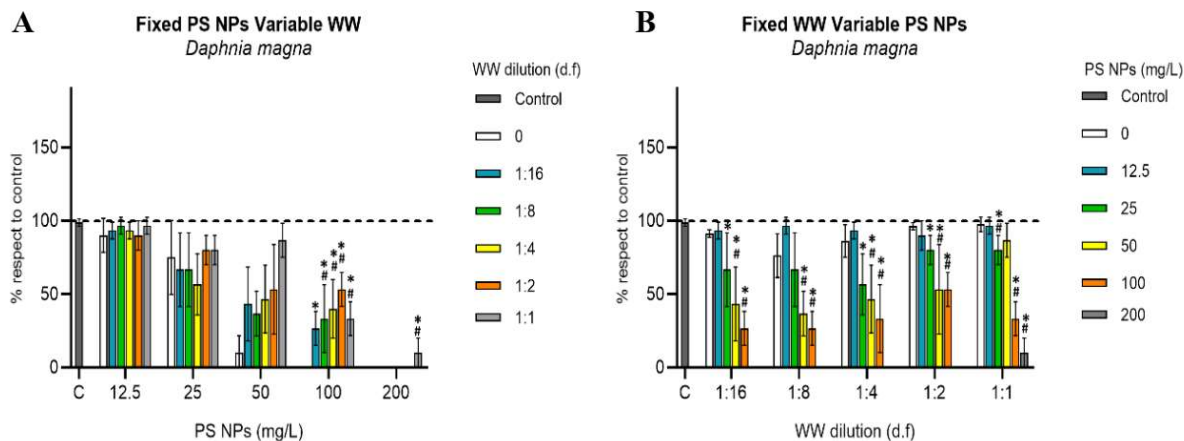 A
Fixed PS NPs Variable WW
Daphnia magna
% respect to control
150
100
50
0
C
12.5
25
50
100
200
PS NPs (mg/L)
* # * # * # * # * # * #
WW dilution (d.f)
Control
0
1:16
1:8
1:4
1:2
1:1
B
Fixed WW Variable PS NPs
Daphnia magna
% respect to control
150
100
50
0
C
1:16
1:8
1:4
1:2
1:1
WW dilution (d.f)
* * # * # * # * # * * # * # * * # * # * # * # * #
PS NPs (mg/L)
Control
0
12.5
25
50
100
200